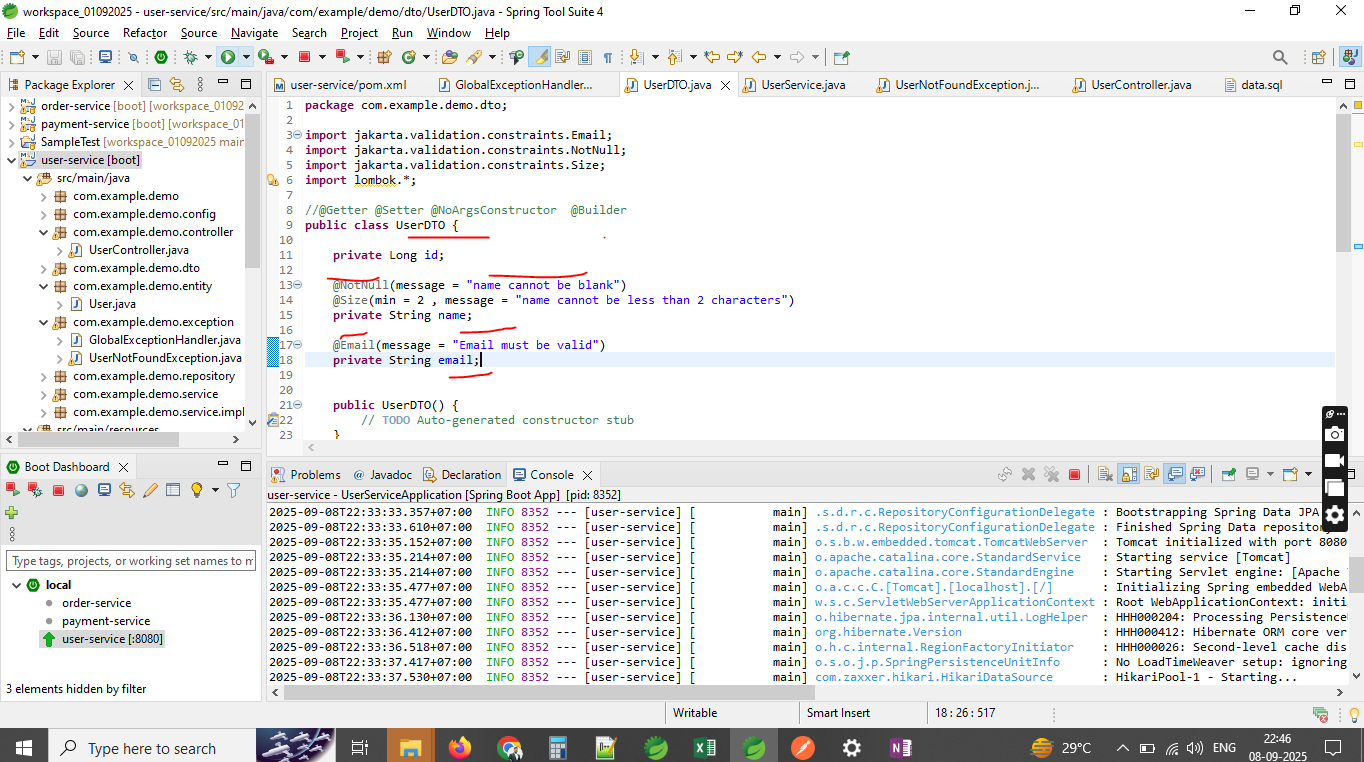 workspace_01092025 - user-service/src/main/java/com/example/demo/dto/UserDTO.java - Spring Tool Suite 4
File Edit Source Refactor Source Navigate Search Project Run Window Help
Package Explorer
order-service [boot] [workspace_01092
payment-service [boot] [workspace_01
SampleTest [workspace_01092025 main
user-service [boot]
src/main/java
com.example.demo
com.example.demo.config
com.example.demo.controller
UserController.java
com.example.demo.dto
com.example.demo.entity
User.java
com.example.demo.exception
GlobalExceptionHandler.java
UserNotFoundException.java
com.example.demo.repository
com.example.demo.service
com.example.demo.service.impl
src/main/resources
user-service/pom.xml GlobalExceptionHandler... UserDTO.java UserService.java UserNotFoundException.j... UserController.java data.sql
1 package com.example.demo.dto;
2
3 import jakarta.validation.constraints.Email;
4 import jakarta.validation.constraints.NotNull;
5 import jakarta.validation.constraints.Size;
6 import lombok.*;
7
8 //@Getter @Setter @NoArgsConstructor  @Builder
9 public class UserDTO {
10
11 private Long id;
12
13 @NotNull(message = "name cannot be blank")
14 @Size(min = 2 , message = "name cannot be less than 2 characters")
15 private String name;
16
17 @Email(message = "Email must be valid")
18 private String email;
19
20
21 public UserDTO() {
22 // TODO Auto-generated constructor stub
23 }
Boot Dashboard
Type tags, projects, or working set names to m
local
order-service
payment-service
user-service [:8080]
3 elements hidden by filter
Problems @ Javadoc Declaration Console
user-service - UserServiceApplication [Spring Boot App] [pid: 8352]
2025-09-08T22:33:33.357+07:00  INFO 8352 --- [user-service] [           main] .s.d.r.c.RepositoryConfigurationDelegate : Bootstrapping Spring Data JPA
2025-09-08T22:33:33.610+07:00  INFO 8352 --- [user-service] [           main] .s.d.r.c.RepositoryConfigurationDelegate : Finished Spring Data repositor
2025-09-08T22:33:35.152+07:00  INFO 8352 --- [user-service] [           main] o.s.b.w.embedded.tomcat.TomcatWebServer  : Tomcat initialized with port 8080
2025-09-08T22:33:35.214+07:00  INFO 8352 --- [user-service] [           main] o.apache.catalina.core.StandardService   : Starting service [Tomcat]
2025-09-08T22:33:35.214+07:00  INFO 8352 --- [user-service] [           main] o.apache.catalina.core.StandardEngine    : Starting Servlet engine: [Apache
2025-09-08T22:33:35.477+07:00  INFO 8352 --- [user-service] [           main] o.a.c.c.C.[Tomcat].[localhost].[/]       : Initializing Spring embedded WebA
2025-09-08T22:33:35.477+07:00  INFO 8352 --- [user-service] [           main] w.s.c.ServletWebServerApplicationContext : Root WebApplicationContext: initi
2025-09-08T22:33:36.130+07:00  INFO 8352 --- [user-service] [           main] o.hibernate.jpa.internal.util.LogHelper  : HHH000204: Processing Persistence
2025-09-08T22:33:36.412+07:00  INFO 8352 --- [user-service] [           main] org.hibernate.Version                    : HHH000412: Hibernate ORM core ver
2025-09-08T22:33:36.518+07:00  INFO 8352 --- [user-service] [           main] o.h.c.internal.RegionFactoryInitiator    : HHH000026: Second-level cache dis
2025-09-08T22:33:37.417+07:00  INFO 8352 --- [user-service] [           main] o.s.o.j.p.SpringPersistenceUnitInfo      : No LoadTimeWeaver setup: ignoring
2025-09-08T22:33:37.530+07:00  INFO 8352 --- [user-service] [           main] com.zaxxer.hikari.HikariDataSource       : HikariPool-1 - Starting...
Writable Smart Insert 18 : 26 : 517
Type here to search
29°C ENG 22:46
08-09-2025